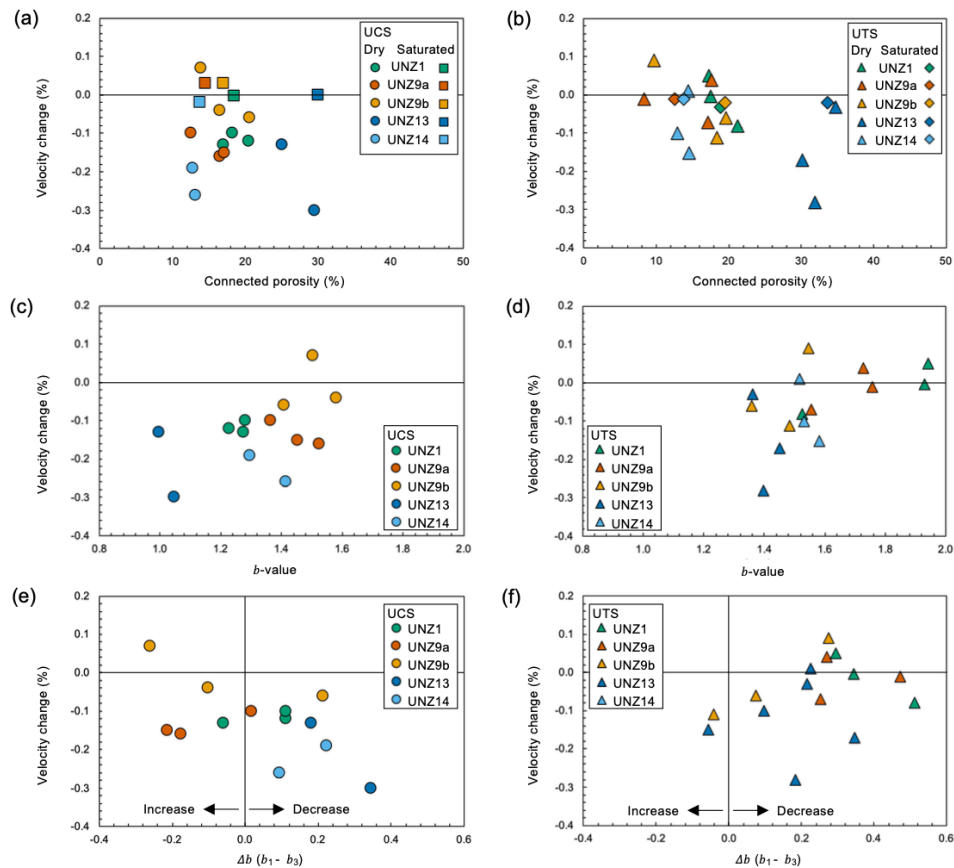 (a)
UCS
Dry Saturated
UNZ1
UNZ9a
UNZ9b
UNZ13
UNZ14
0.2
0.1
0.0
-0.1
-0.2
-0.3
-0.4
Velocity change (%)
0 10 20 30 40 50
Connected porosity (%)
(b)
UTS
Dry Saturated
UNZ1
UNZ9a
UNZ9b
UNZ13
UNZ14
0.2
0.1
0.0
-0.1
-0.2
-0.3
-0.4
Velocity change (%)
0 10 20 30 40 50
Connected porosity (%)
(c)
UCS
UNZ1
UNZ9a
UNZ9b
UNZ13
UNZ14
0.2
0.1
0.0
-0.1
-0.2
-0.3
-0.4
Velocity change (%)
0.8 1.0 1.2 1.4 1.6 1.8 2.0
b-value
(d)
UTS
UNZ1
UNZ9a
UNZ9b
UNZ13
UNZ14
0.2
0.1
0.0
-0.1
-0.2
-0.3
-0.4
Velocity change (%)
0.8 1.0 1.2 1.4 1.6 1.8 2.0
b-value
(e)
UCS
UNZ1
UNZ9a
UNZ9b
UNZ13
UNZ14
0.2
0.1
0.0
-0.1
-0.2
-0.3
-0.4
Velocity change (%)
Increase Decrease
-0.4 -0.2 0.0 0.2 0.4 0.6
Δb (b₁- b₃)
(f)
UTS
UNZ1
UNZ9a
UNZ9b
UNZ13
UNZ14
0.2
0.1
0.0
-0.1
-0.2
-0.3
-0.4
Velocity change (%)
Increase Decrease
-0.4 -0.2 0.0 0.2 0.4 0.6
Δb (b₁- b₃)